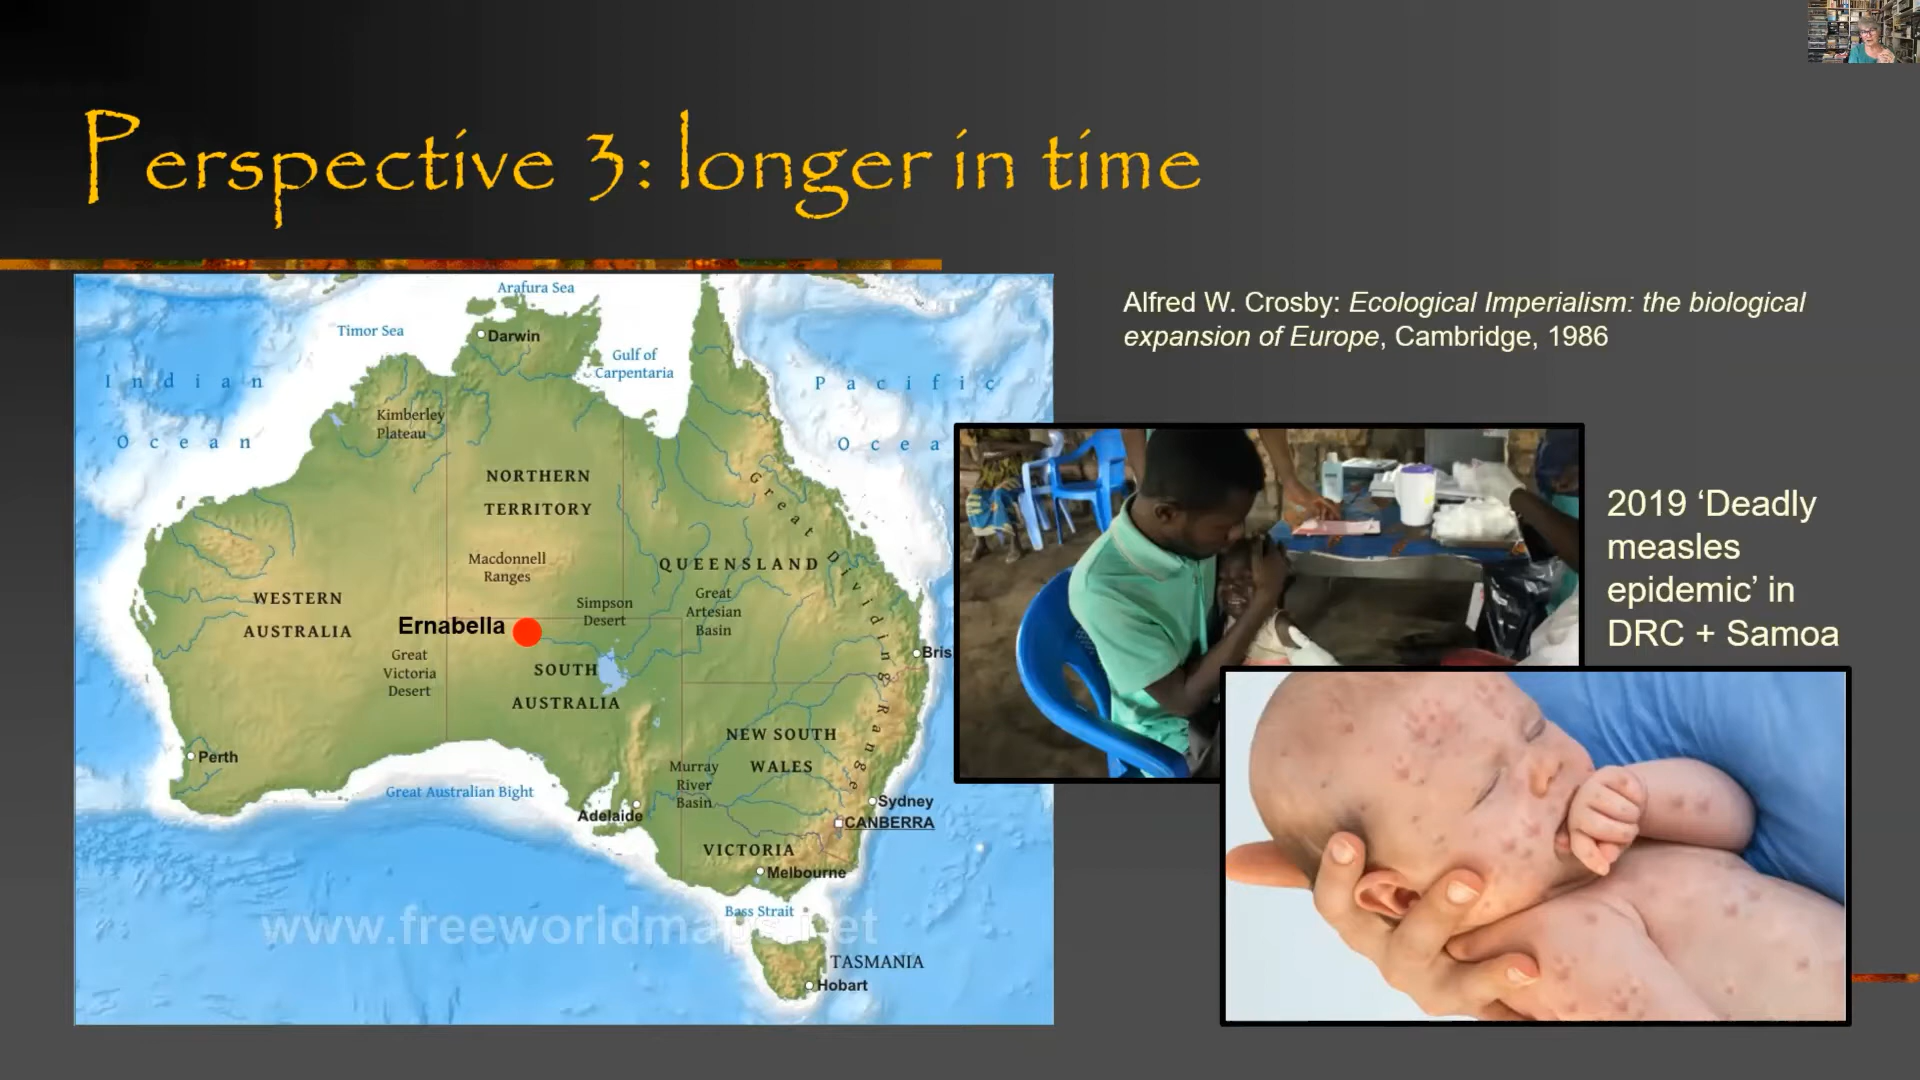 Perspective 3: longer in time
Alfred W. Crosby: Ecological Imperialism: the biological
expansion of Europe, Cambridge, 1986
2019 ‘Deadly
measles
epidemic’ in
DRC + Samoa
Arafura Sea
Timor Sea
Darwin
Gulf of
Carpentaria
Indian
Ocean
Pacific
Ocea
Kimberley
Plateau
NORTHERN
TERRITORY
Great Dividing Range
Macdonnell
Ranges
QUEENSLAND
WESTERN
AUSTRALIA
Simpson
Desert
Great
Artesian
Basin
Ernabella
Great
Victoria
Desert
SOUTH
AUSTRALIA
Bris
NEW SOUTH
WALES
Perth
Murray
River
Basin
Great Australian Bight
Adelaide
Sydney
CANBERRA
VICTORIA
Melbourne
Bass Strait
www.freeworldmaps.net
TASMANIA
Hobart